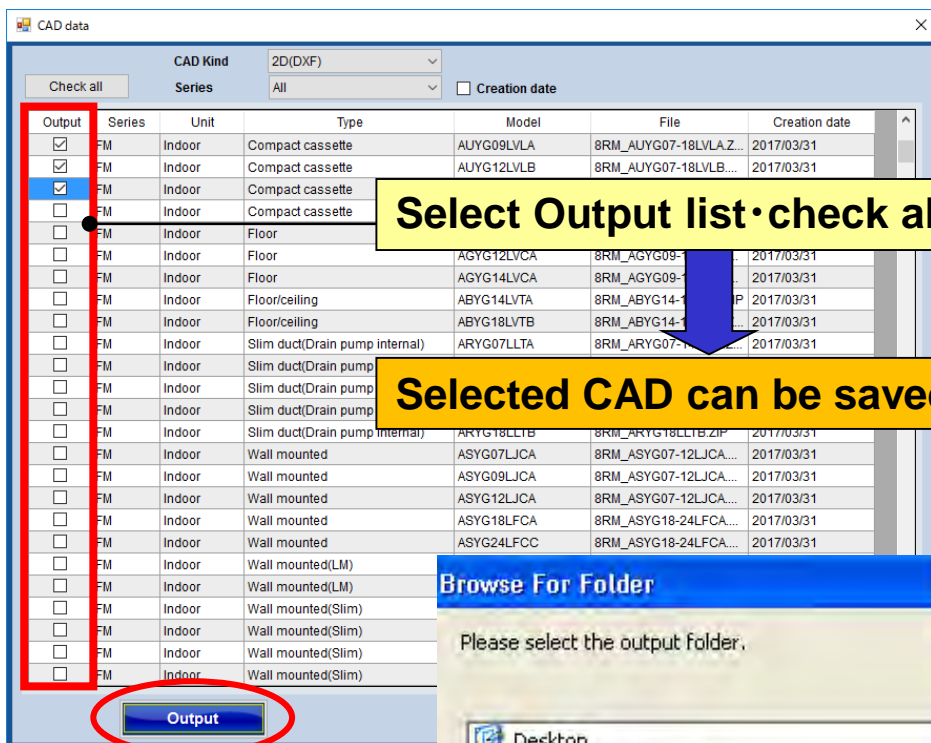 CAD data
CAD Kind 2D(DXF)
Check all Series All Creation date
Output Series Unit Type Model File Creation date
FM Indoor Compact cassette AUYG09LVLA 8RM_AUYG07-18LVLA.Z... 2017/03/31
FM Indoor Compact cassette AUYG12LVLB 8RM_AUYG07-18LVLB.... 2017/03/31
FM Indoor Compact cassette
FM Indoor Compact cassette
Select Output list・check al
FM Indoor Floor
FM Indoor Floor AGYG12LVCA 8RM_AGYG09-1 2017/03/31
FM Indoor Floor AGYG14LVCA 8RM_AGYG09-1 2017/03/31
FM Indoor Floor/ceiling ABYG14LVTA 8RM_ABYG14-1 IP 2017/03/31
FM Indoor Floor/ceiling ABYG18LVTB 8RM_ABYG14-1 ... 2017/03/31
FM Indoor Slim duct(Drain pump internal) ARYG07LLTA 8RM_ARYG07-1 ... 2017/03/31
FM Indoor Slim duct(Drain pump
FM Indoor Slim duct(Drain pump
Selected CAD can be saved
FM Indoor Slim duct(Drain pump
FM Indoor Slim duct(Drain pump internal) ARYG18LLTB 8RM_ARYG18LLTB.ZIP 2017/03/31
FM Indoor Wall mounted ASYG07LJCA 8RM_ASYG07-12LJCA.... 2017/03/31
FM Indoor Wall mounted ASYG09LJCA 8RM_ASYG07-12LJCA.... 2017/03/31
FM Indoor Wall mounted ASYG12LJCA 8RM_ASYG07-12LJCA.... 2017/03/31
FM Indoor Wall mounted ASYG18LFCA 8RM_ASYG18-24LFCA.... 2017/03/31
FM Indoor Wall mounted ASYG24LFCC 8RM_ASYG18-24LFCA.... 2017/03/31
FM Indoor Wall mounted(LM)
FM Indoor Wall mounted(LM)
FM Indoor Wall mounted(Slim)
FM Indoor Wall mounted(Slim)
FM Indoor Wall mounted(Slim)
FM Indoor Wall mounted(Slim)
Output
Browse For Folder
Please select the output folder.
Desktop